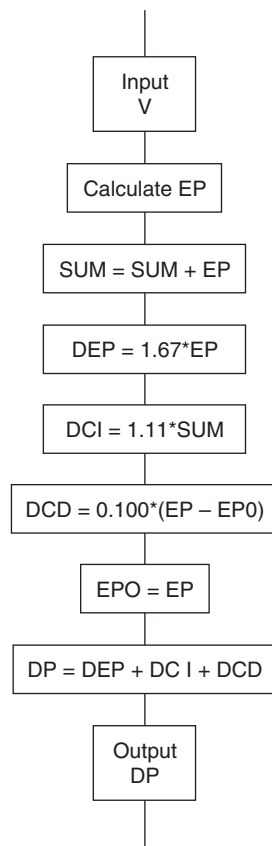 Input
V
Calculate EP
SUM = SUM + EP
DEP = 1.67*EP
DCI = 1.11*SUM
DCD = 0.100*(EP – EP0)
EPO = EP
DP = DEP + DC I + DCD
Output
DP